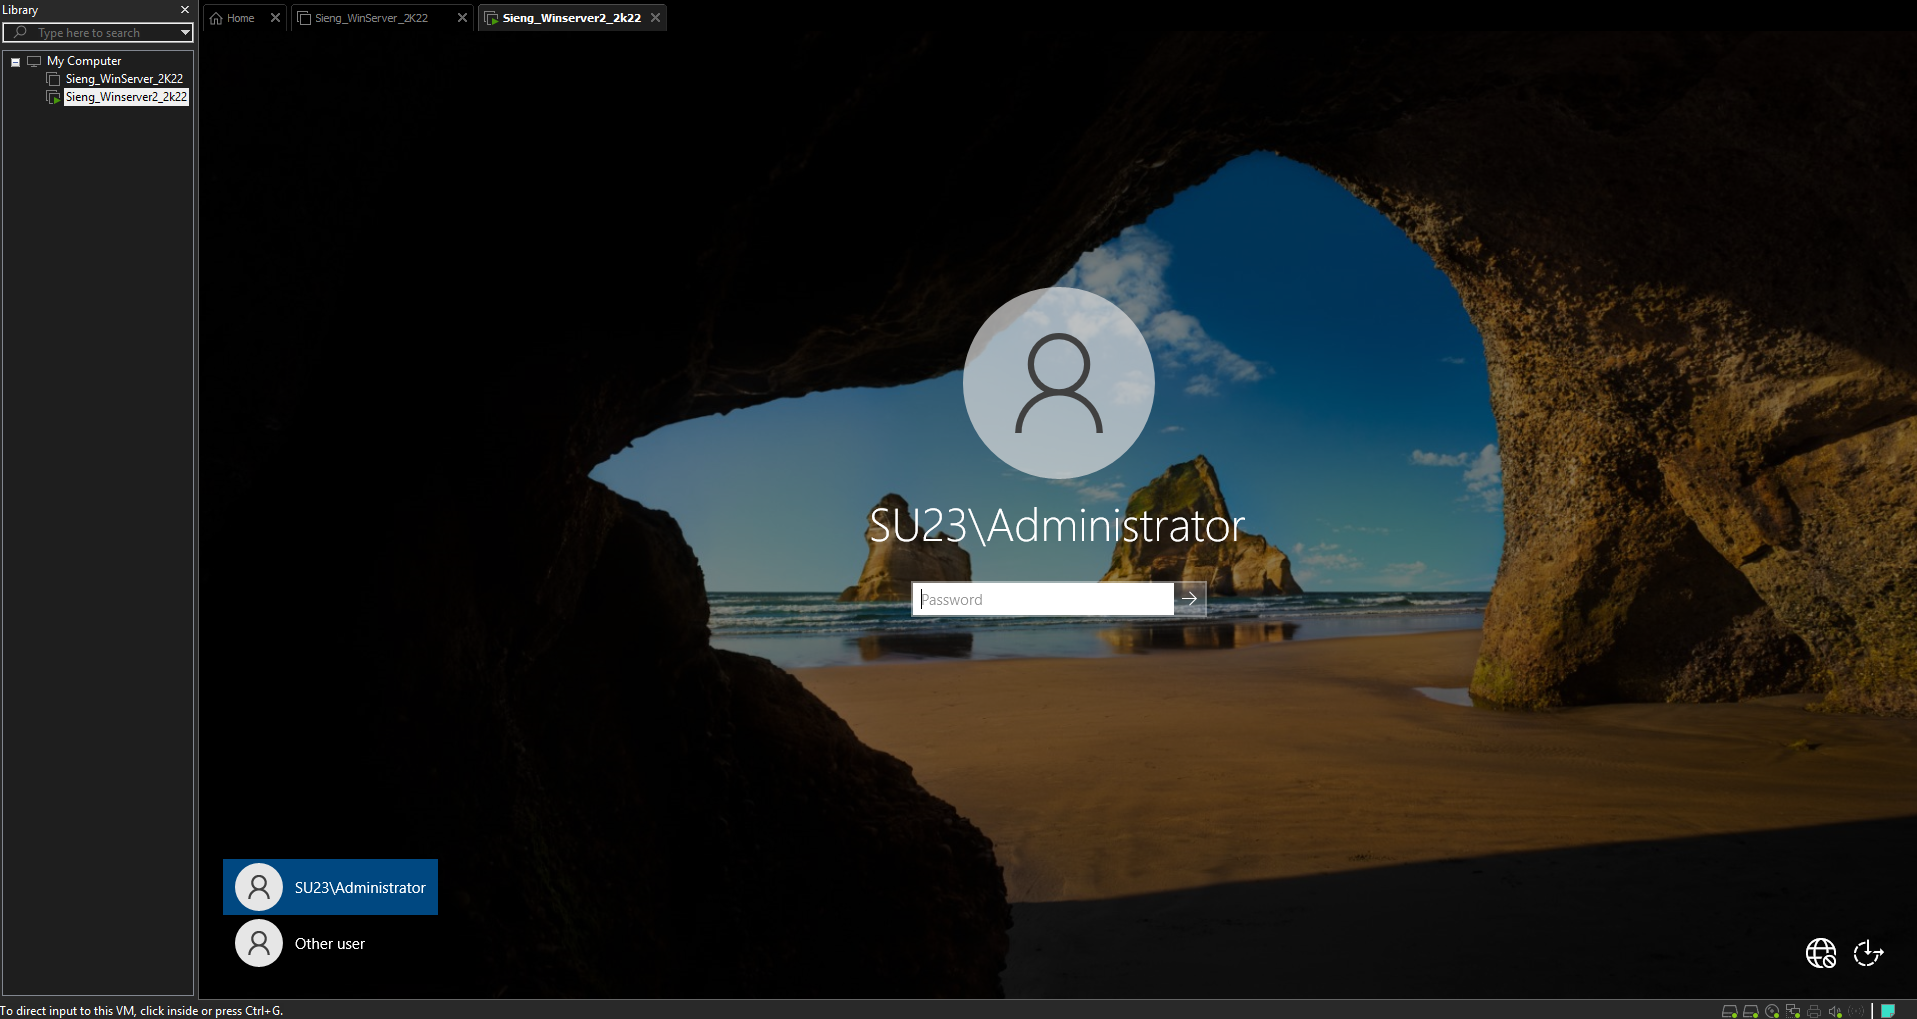 Library
Type here to search
My Computer
Sieng_WinServer_2K22
Sieng_Winserver2_2k22
Home
Sieng_WinServer_2K22
Sieng_Winserver2_2k22
SU23\Administrator
Password
SU23\Administrator
Other user
To direct input to this VM, click inside or press Ctrl+G.